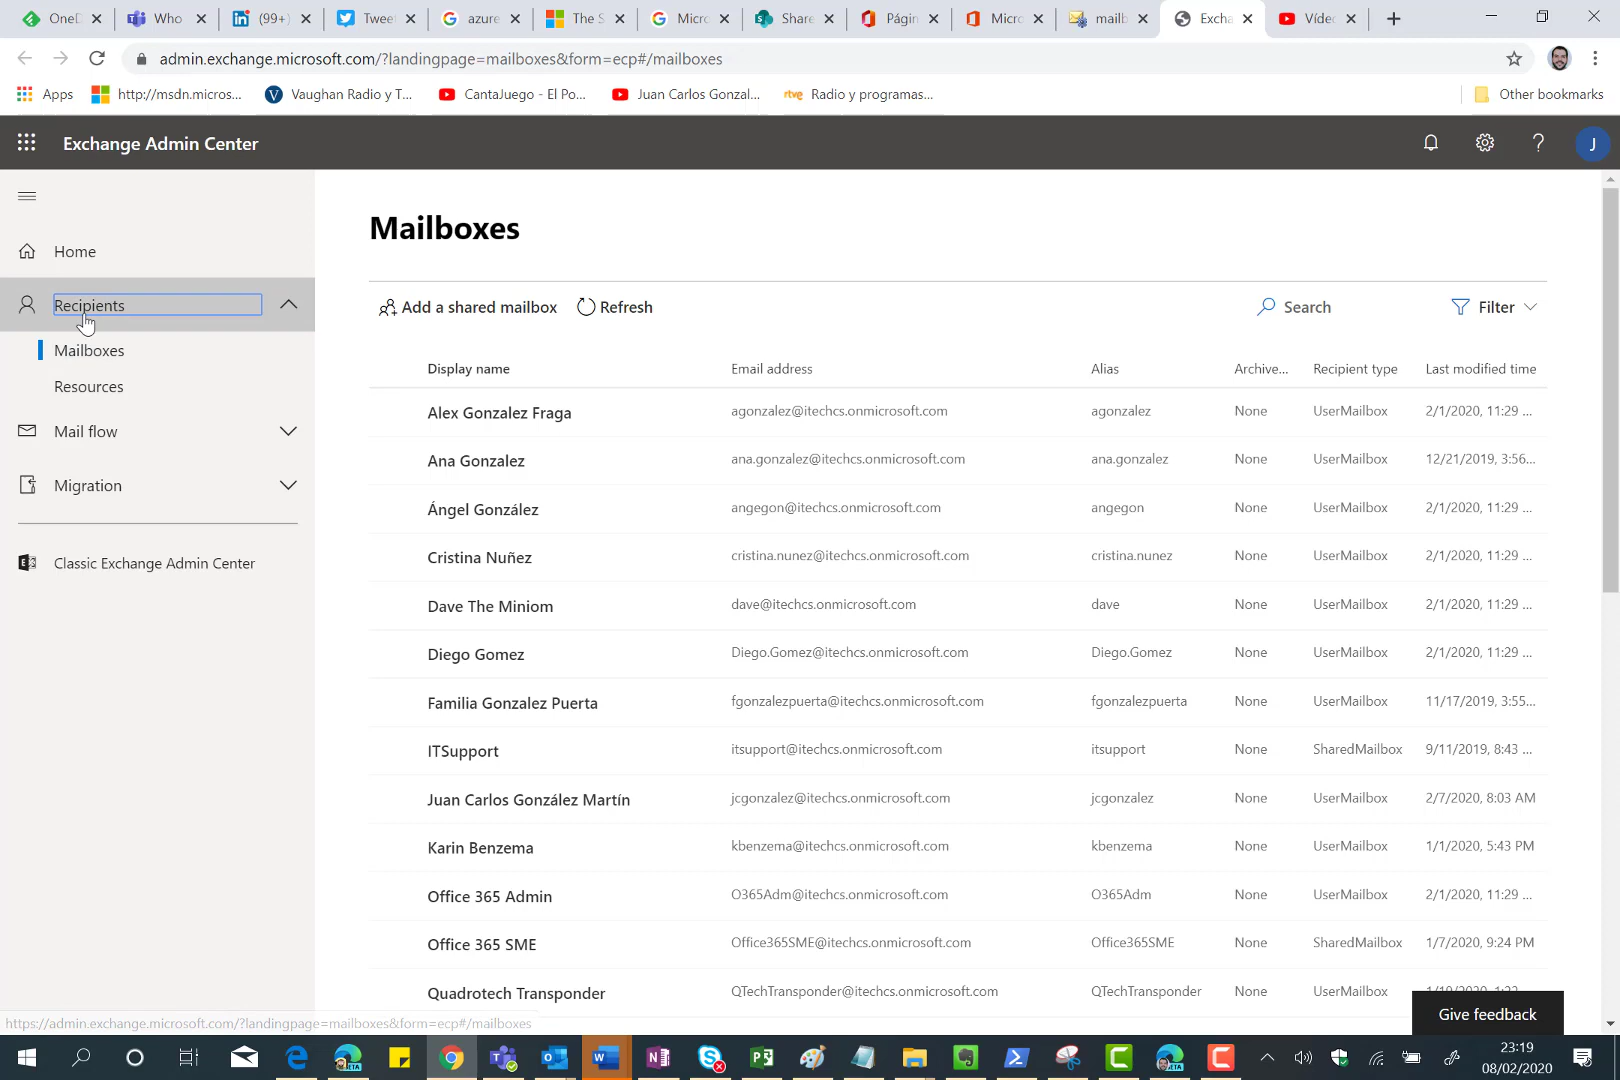 OneD
Who
(99+)
Tweet
azure
The S
Micro
Share
Págin
Micro
mailb
Excha
Vídeo
admin.exchange.microsoft.com/?landingpage=mailboxes&form=ecp#/mailboxes
Apps
http://msdn.micros...
Vaughan Radio y T...
CantaJuego - El Po...
Juan Carlos Gonzal...
rtve Radio y programas...
Other bookmarks
Exchange Admin Center
? J
Home
Recipients
Mailboxes
Resources
Mail flow
Migration
Classic Exchange Admin Center
Mailboxes
Add a shared mailbox
Refresh
Search
Filter
Display name Email address Alias Archive... Recipient type Last modified time
Alex Gonzalez Fraga agonzalez@itechcs.onmicrosoft.com agonzalez None UserMailbox 2/1/2020, 11:29 ...
Ana Gonzalez ana.gonzalez@itechcs.onmicrosoft.com ana.gonzalez None UserMailbox 12/21/2019, 3:56...
Ángel González angegon@itechcs.onmicrosoft.com angegon None UserMailbox 2/1/2020, 11:29 ...
Cristina Nuñez cristina.nunez@itechcs.onmicrosoft.com cristina.nunez None UserMailbox 2/1/2020, 11:29 ...
Dave The Miniom dave@itechcs.onmicrosoft.com dave None UserMailbox 2/1/2020, 11:29 ...
Diego Gomez Diego.Gomez@itechcs.onmicrosoft.com Diego.Gomez None UserMailbox 2/1/2020, 11:29 ...
Familia Gonzalez Puerta fgonzalezpuerta@itechcs.onmicrosoft.com fgonzalezpuerta None UserMailbox 11/17/2019, 3:55...
ITSupport itsupport@itechcs.onmicrosoft.com itsupport None SharedMailbox 9/11/2019, 8:43 ...
Juan Carlos González Martín jcgonzalez@itechcs.onmicrosoft.com jcgonzalez None UserMailbox 2/7/2020, 8:03 AM
Karin Benzema kbenzema@itechcs.onmicrosoft.com kbenzema None UserMailbox 1/1/2020, 5:43 PM
Office 365 Admin O365Adm@itechcs.onmicrosoft.com O365Adm None UserMailbox 2/1/2020, 11:29 ...
Office 365 SME Office365SME@itechcs.onmicrosoft.com Office365SME None SharedMailbox 1/7/2020, 9:24 PM
Quadrotech Transponder QTechTransponder@itechcs.onmicrosoft.com QTechTransponder None UserMailbox
Give feedback
https://admin.exchange.microsoft.com/?landingpage=mailboxes&form=ecp#/mailboxes
23:19
08/02/2020